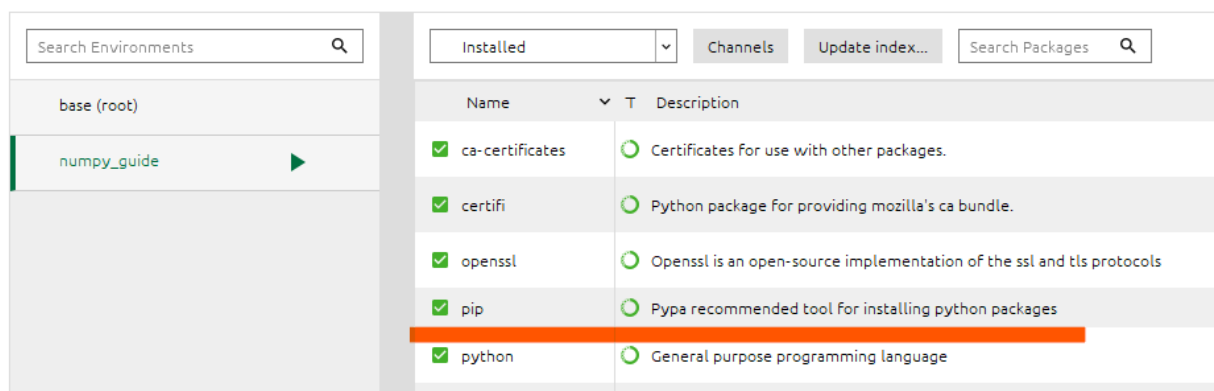 Search Environments
Installed
Channels
Update index...
Search Packages
base (root)
Name
T
Description
numpy_guide
ca-certificates
Certificates for use with other packages.
certifi
Python package for providing mozilla's ca bundle.
openssl
Openssl is an open-source implementation of the ssl and tls protocols
pip
Pypa recommended tool for installing python packages
python
General purpose programming language